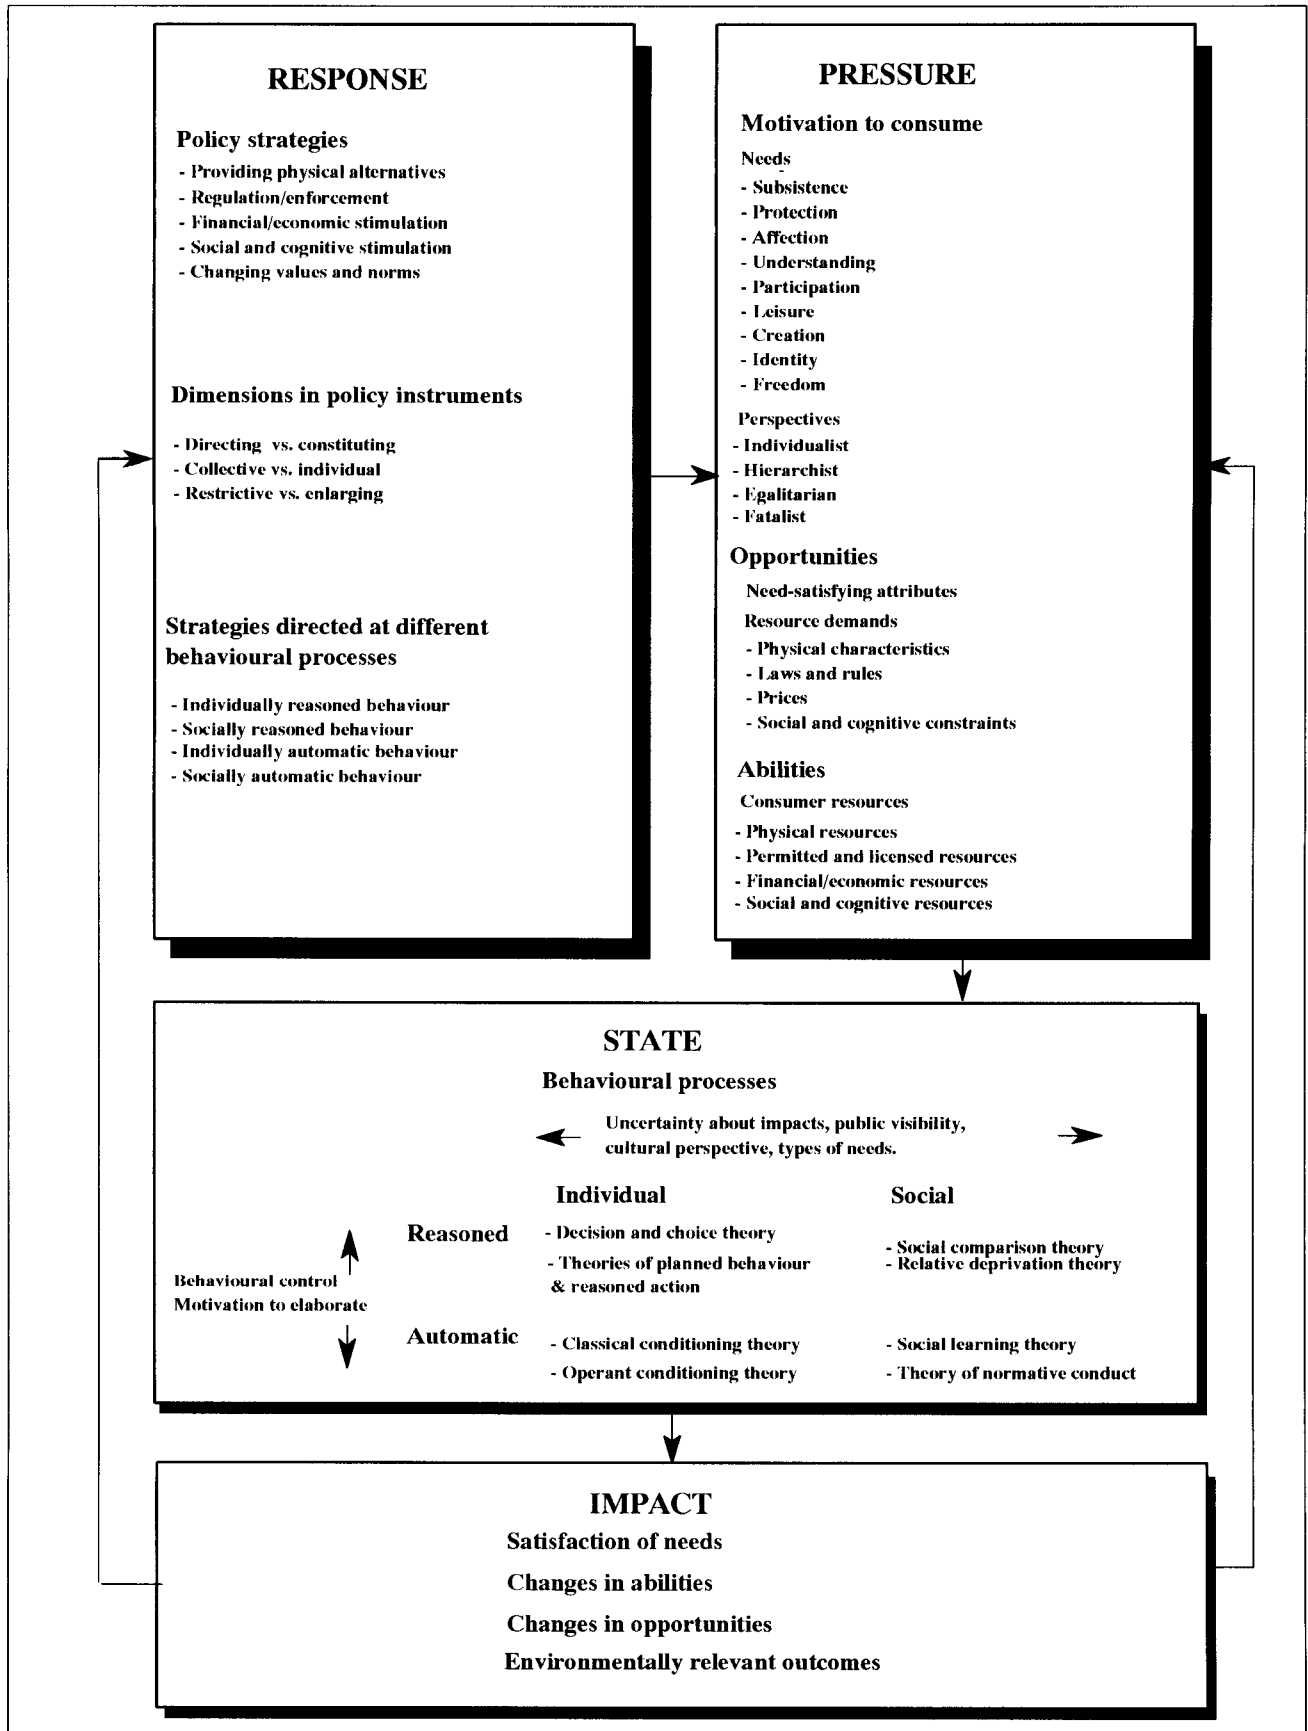 RESPONSE
Policy strategies
- Providing physical alternatives
- Regulation/enforcement
- Financial/economic stimulation
- Social and cognitive stimulation
- Changing values and norms
Dimensions in policy instruments
- Directing vs. constituting
- Collective vs. individual
- Restrictive vs. enlarging
Strategies directed at different
behavioural processes
- Individually reasoned behaviour
- Socially reasoned behaviour
- Individually automatic behaviour
- Socially automatic behaviour
PRESSURE
Motivation to consume
Needs
- Subsistence
- Protection
- Affection
- Understanding
- Participation
- Leisure
- Creation
- Identity
- Freedom
Perspectives
- Individualist
- Hierarchist
- Egalitarian
- Fatalist
Opportunities
Need-satisfying attributes
Resource demands
- Physical characteristics
- Laws and rules
- Prices
- Social and cognitive constraints
Abilities
Consumer resources
- Physical resources
- Permitted and licensed resources
- Financial/economic resources
- Social and cognitive resources
STATE
Behavioural processes
Uncertainty about impacts, public visibility,
cultural perspective, types of needs.
Individual Social
Reasoned
- Decision and choice theory
- Theories of planned behaviour
& reasoned action
- Social comparison theory
- Relative deprivation theory
Behavioural control
Motivation to elaborate
Automatic
- Classical conditioning theory
- Operant conditioning theory
- Social learning theory
- Theory of normative conduct
IMPACT
Satisfaction of needs
Changes in abilities
Changes in opportunities
Environmentally relevant outcomes